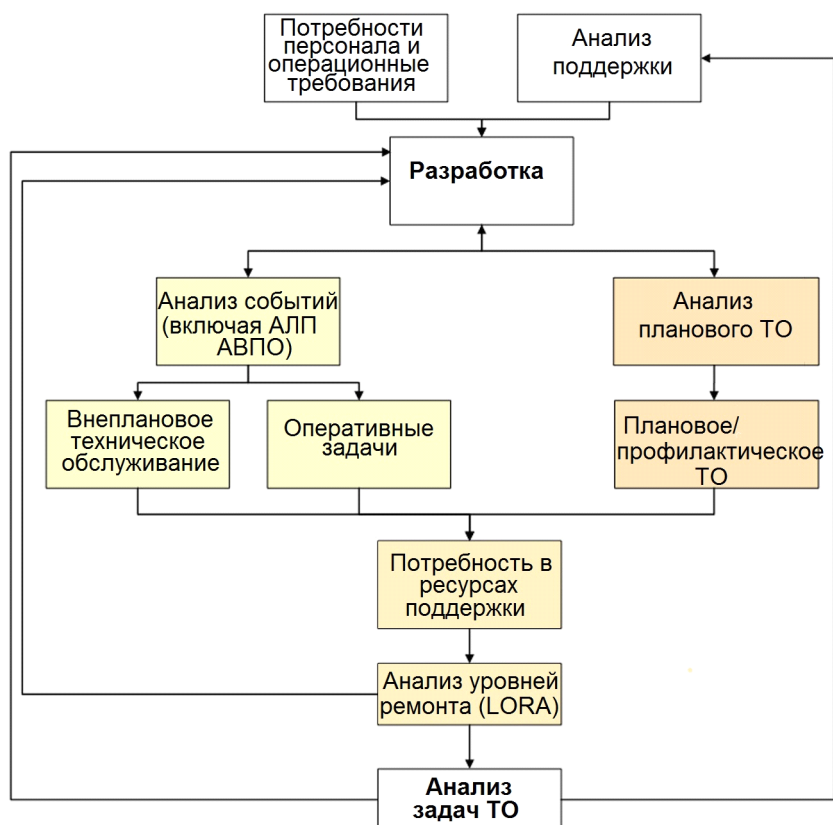 Потребности
персонала и
операционные
требования
Анализ
поддержки
Разработка
Анализ событий
(включая АЛП
АВПО)
Анализ
планового ТО
Внеплановое
техническое
обслуживание
Оперативные
задачи
Плановое/
профилактическое
ТО
Потребность в
ресурсах
поддержки
Анализ уровней
ремонта (LORA)
Анализ
задач ТО